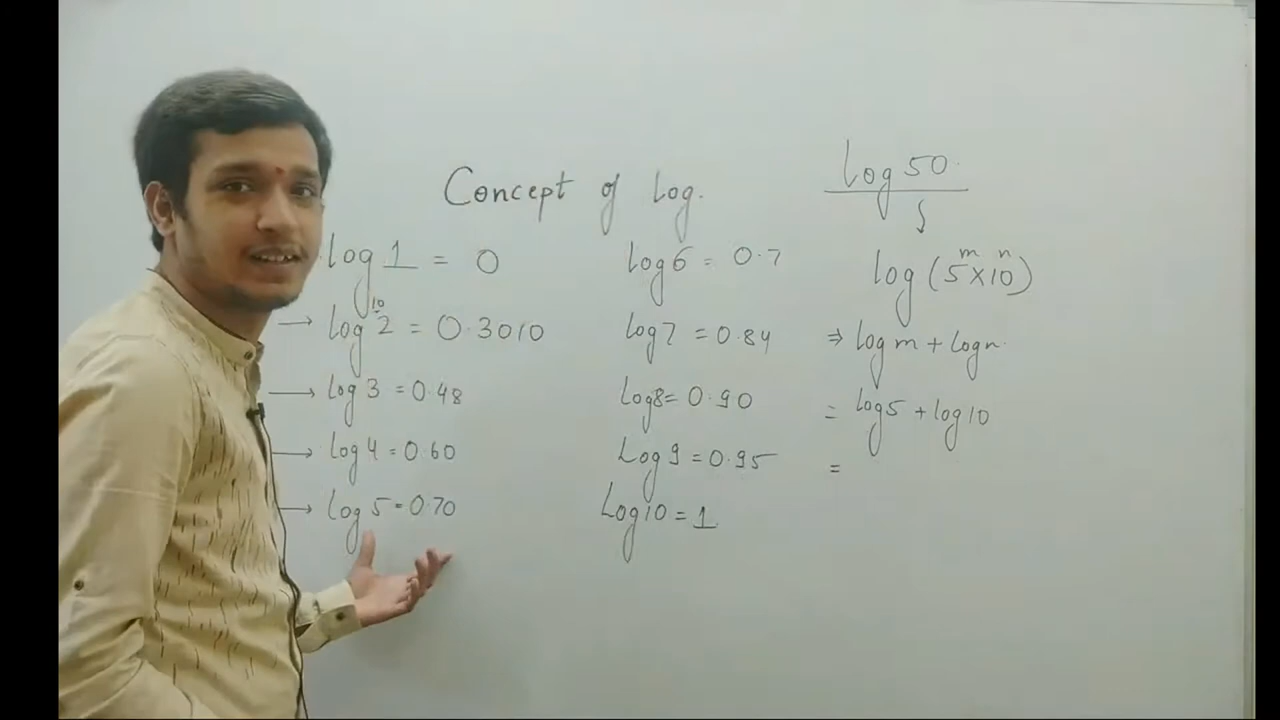 Concept of log.
log 1 = 0
log₁₀ 2 = 0.3010
log 3 = 0.48
log 4 = 0.60
log 5 = 0.70
log 6 = 0.7
log 7 = 0.84
log 8 = 0.90
Log 9 = 0.95
Log 10 = 1
log 50.
m n
log (5×10)
⇒ log m + log n.
= log 5 + log 10
=